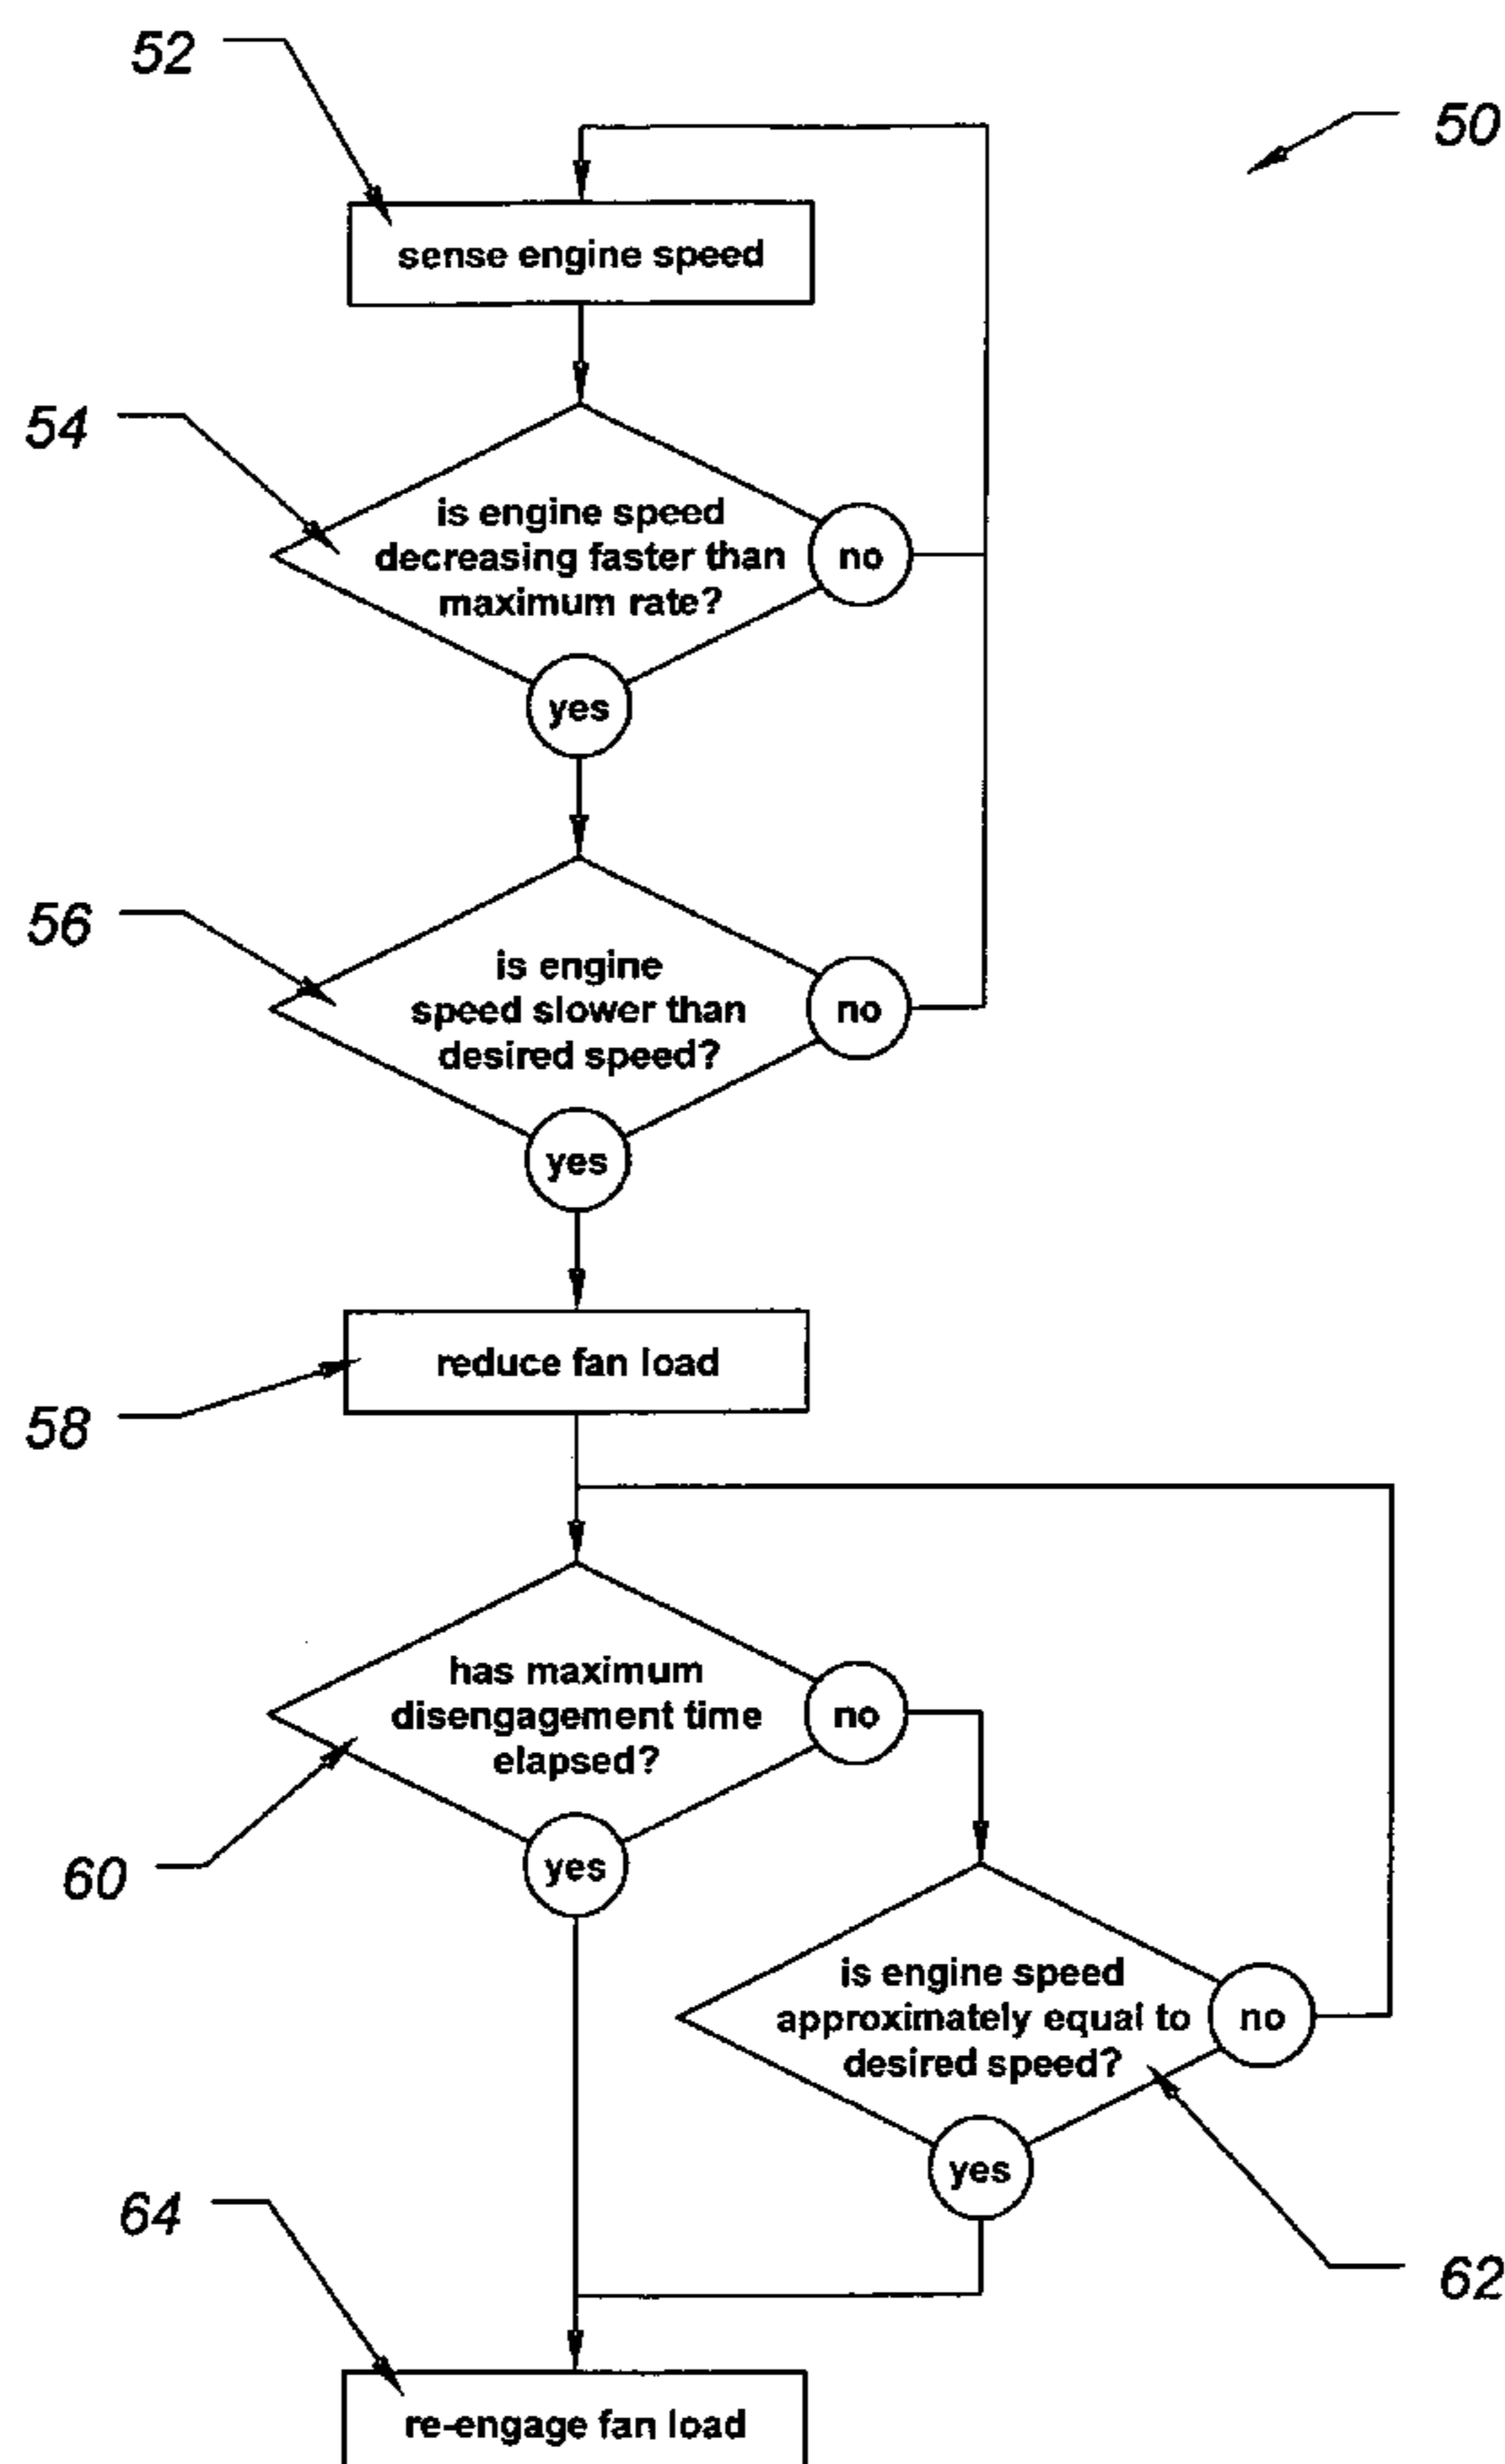 52
50
sense engine speed
54
is engine speed
decreasing faster than
maximum rate?
no
yes
56
is engine
speed slower than
desired speed?
no
yes
reduce fan load
58
has maximum
disengagement time
elapsed?
no
yes
60
is engine speed
approximately equal to
desired speed?
no
yes
64
62
re-engage fan load